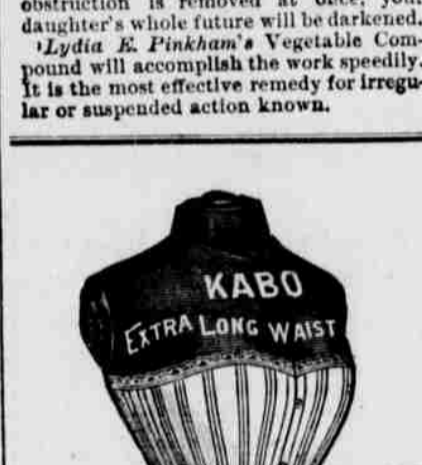 obstruction is removed at once, your
daughter's whole future will be darkened.
Lydia E. Pinkham's Vegetable Com-
pound will accomplish the work speedily.
It is the most effective remedy for irregu-
lar or suspended action known.
KABO
EXTRA LONG WAIST